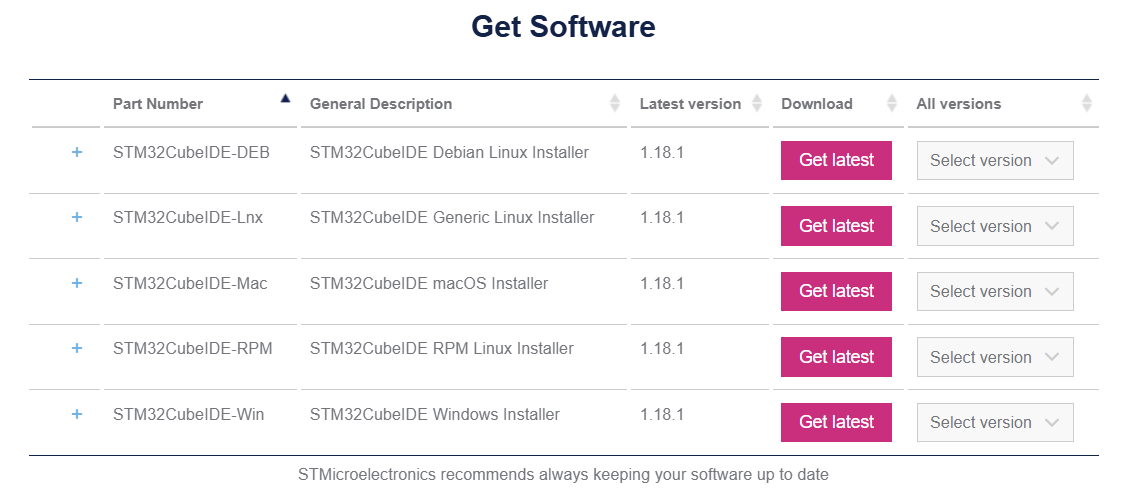 Get Software
Part Number General Description Latest version Download All versions
+ STM32CubeIDE-DEB STM32CubeIDE Debian Linux Installer 1.18.1 Get latest Select version
+ STM32CubeIDE-Lnx STM32CubeIDE Generic Linux Installer 1.18.1 Get latest Select version
+ STM32CubeIDE-Mac STM32CubeIDE macOS Installer 1.18.1 Get latest Select version
+ STM32CubeIDE-RPM STM32CubeIDE RPM Linux Installer 1.18.1 Get latest Select version
+ STM32CubeIDE-Win STM32CubeIDE Windows Installer 1.18.1 Get latest Select version
STMicroelectronics recommends always keeping your software up to date